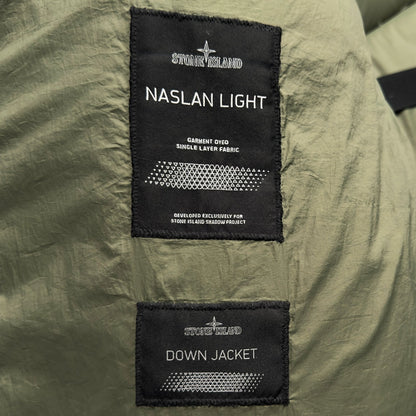 STONE ISLAND
NASLAN LIGHT
GARMENT DYED
SINGLE LAYER FABRIC
DEVELOPED EXCLUSIVELY FOR
STONE ISLAND SHADOW PROJECT
STONE ISLAND
DOWN JACKET